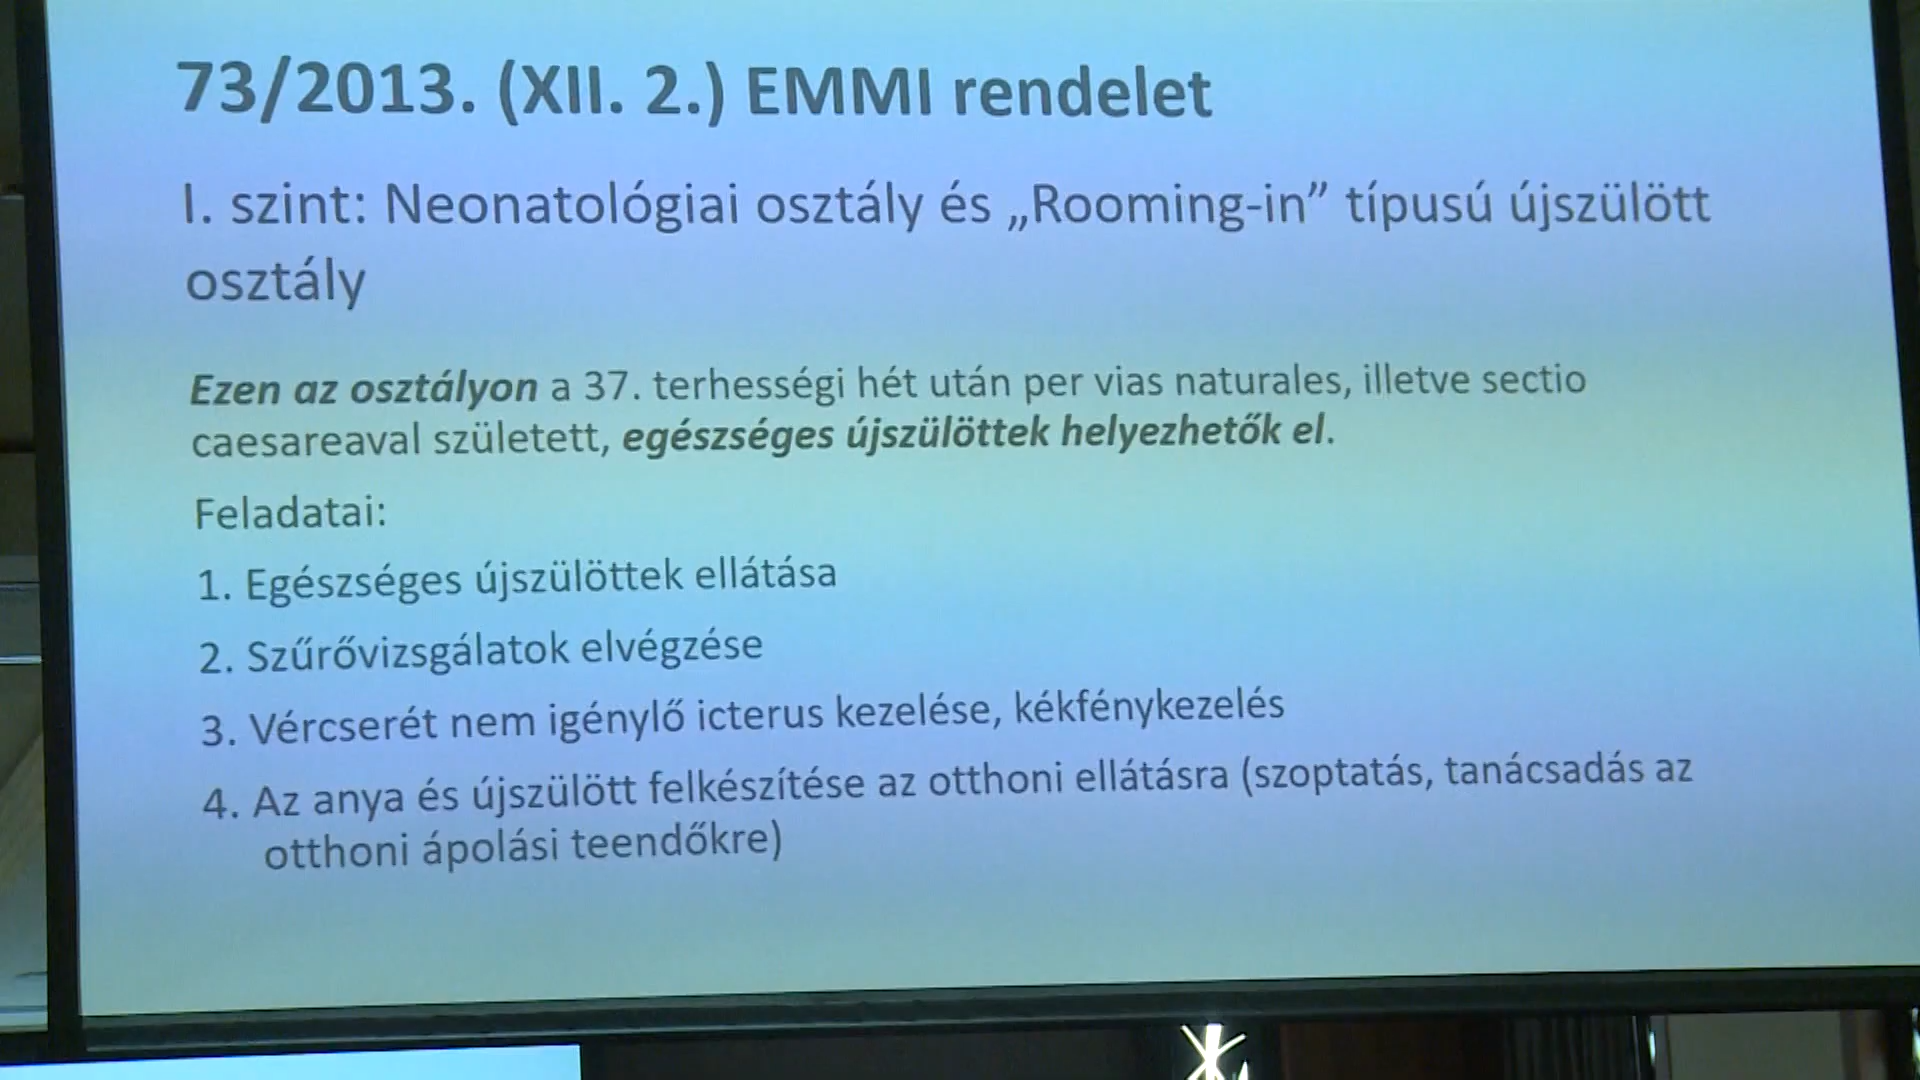 73/2013. (XII. 2.) EMMI rendelet
I. szint: Neonatológiai osztály és „Rooming-in” típusú újszülött
osztály
Ezen az osztályon a 37. terhességi hét után per vias naturales, illetve sectio
caesareaval született, egészséges újszülöttek helyezhetők el.
Feladatai:
1. Egészséges újszülöttek ellátása
2. Szűrővizsgálatok elvégzése
3. Vércserét nem igénylő icterus kezelése, kékfénykezelés
4. Az anya és újszülött felkészítése az otthoni ellátásra (szoptatás, tanácsadás az
otthoni ápolási teendőkre)